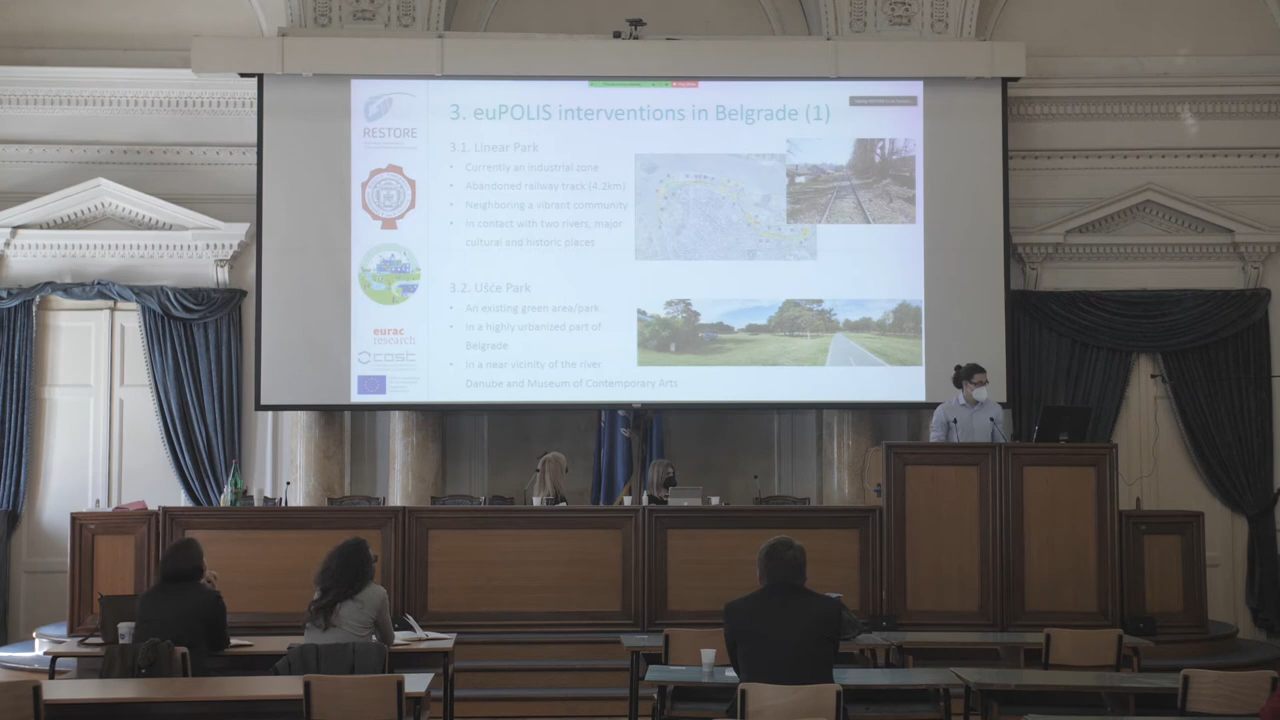 3. euPOLIS interventions in Belgrade (1)
RESTORE
3.1. Linear Park
• Currently an industrial zone
• Abandoned railway track (4.2km)
• Neighboring a vibrant community
• in contact with two rivers, major
cultural and historic places
3.2. Ušće Park
• An existing green area/park
• In a highly urbanized part of
Belgrade
• In a near vicinity of the river
Danube and Museum of Contemporary Arts
eurac
research
cost